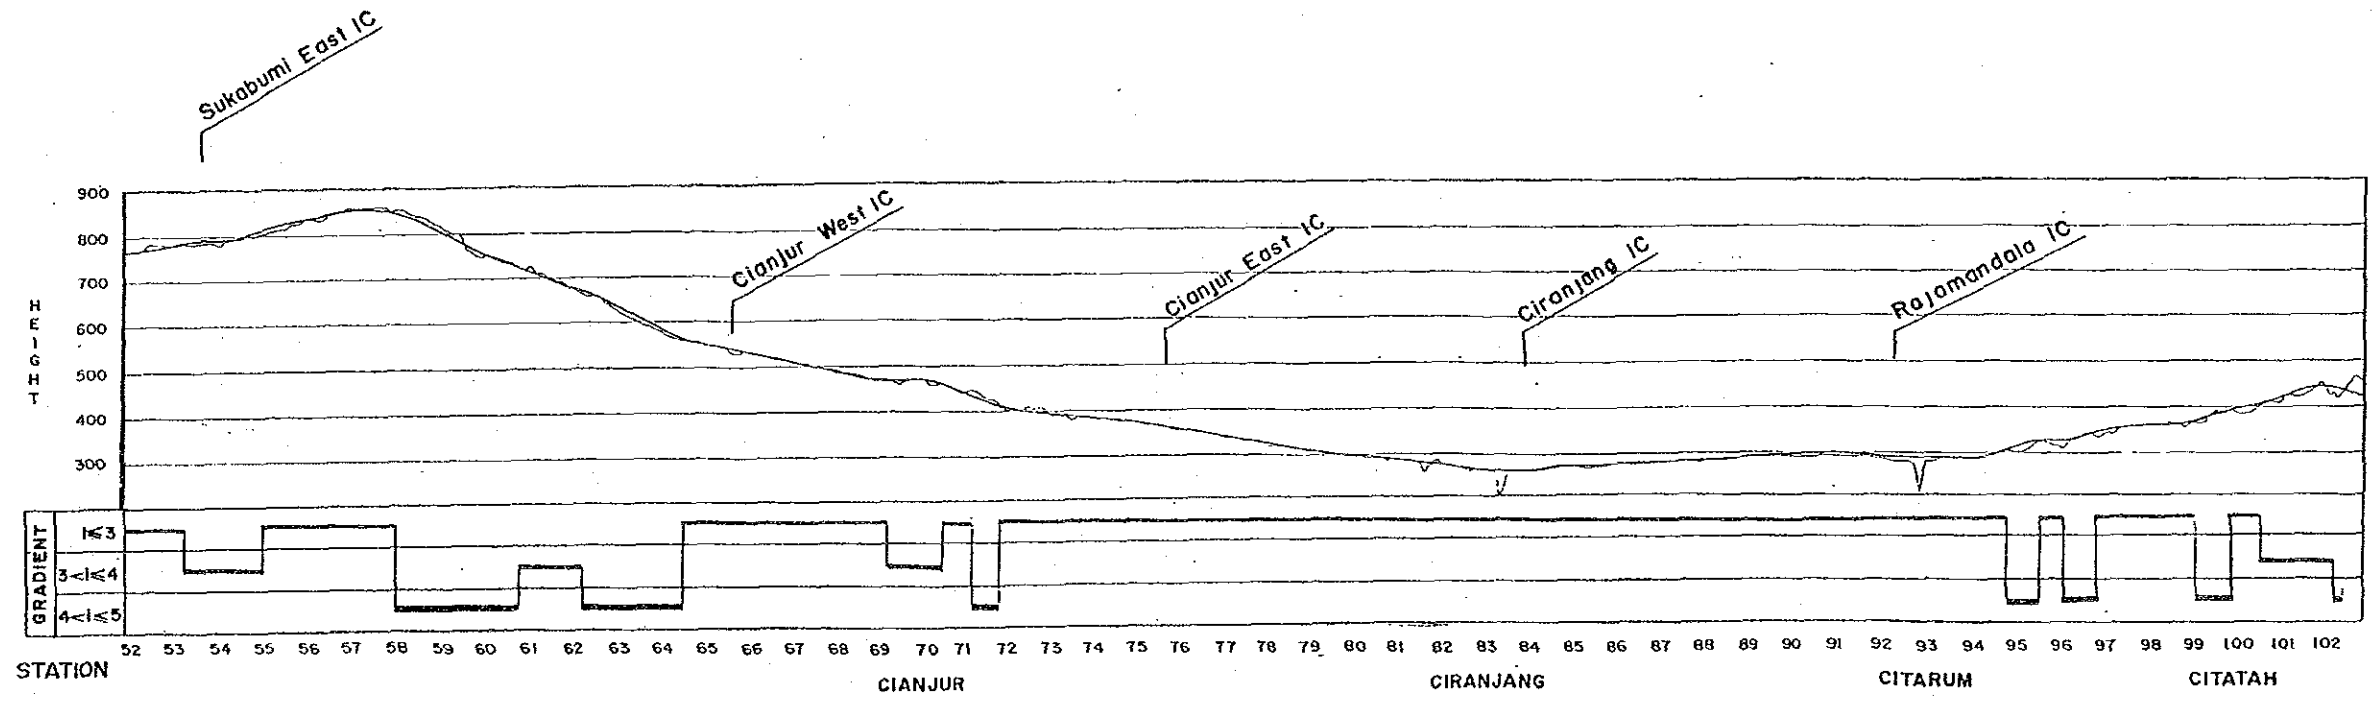 Sukabumi East IC
Cianjur West IC
Cianjur East IC
Ciranjang IC
Rajamandala IC
HEIGHT
900
800
700
600
500
400
300
GRADIENT
I≤3
3<I≤4
4<I≤5
STATION
52 53 54 55 56 57 58 59 60 61 62 63 64 65 66 67 68 69 70 71 72 73 74 75 76 77 78 79 80 81 82 83 84 85 86 87 88 89 90 91 92 93 94 95 96 97 98 99 100 101 102
CIANJUR CIRANJANG CITARUM CITATAH